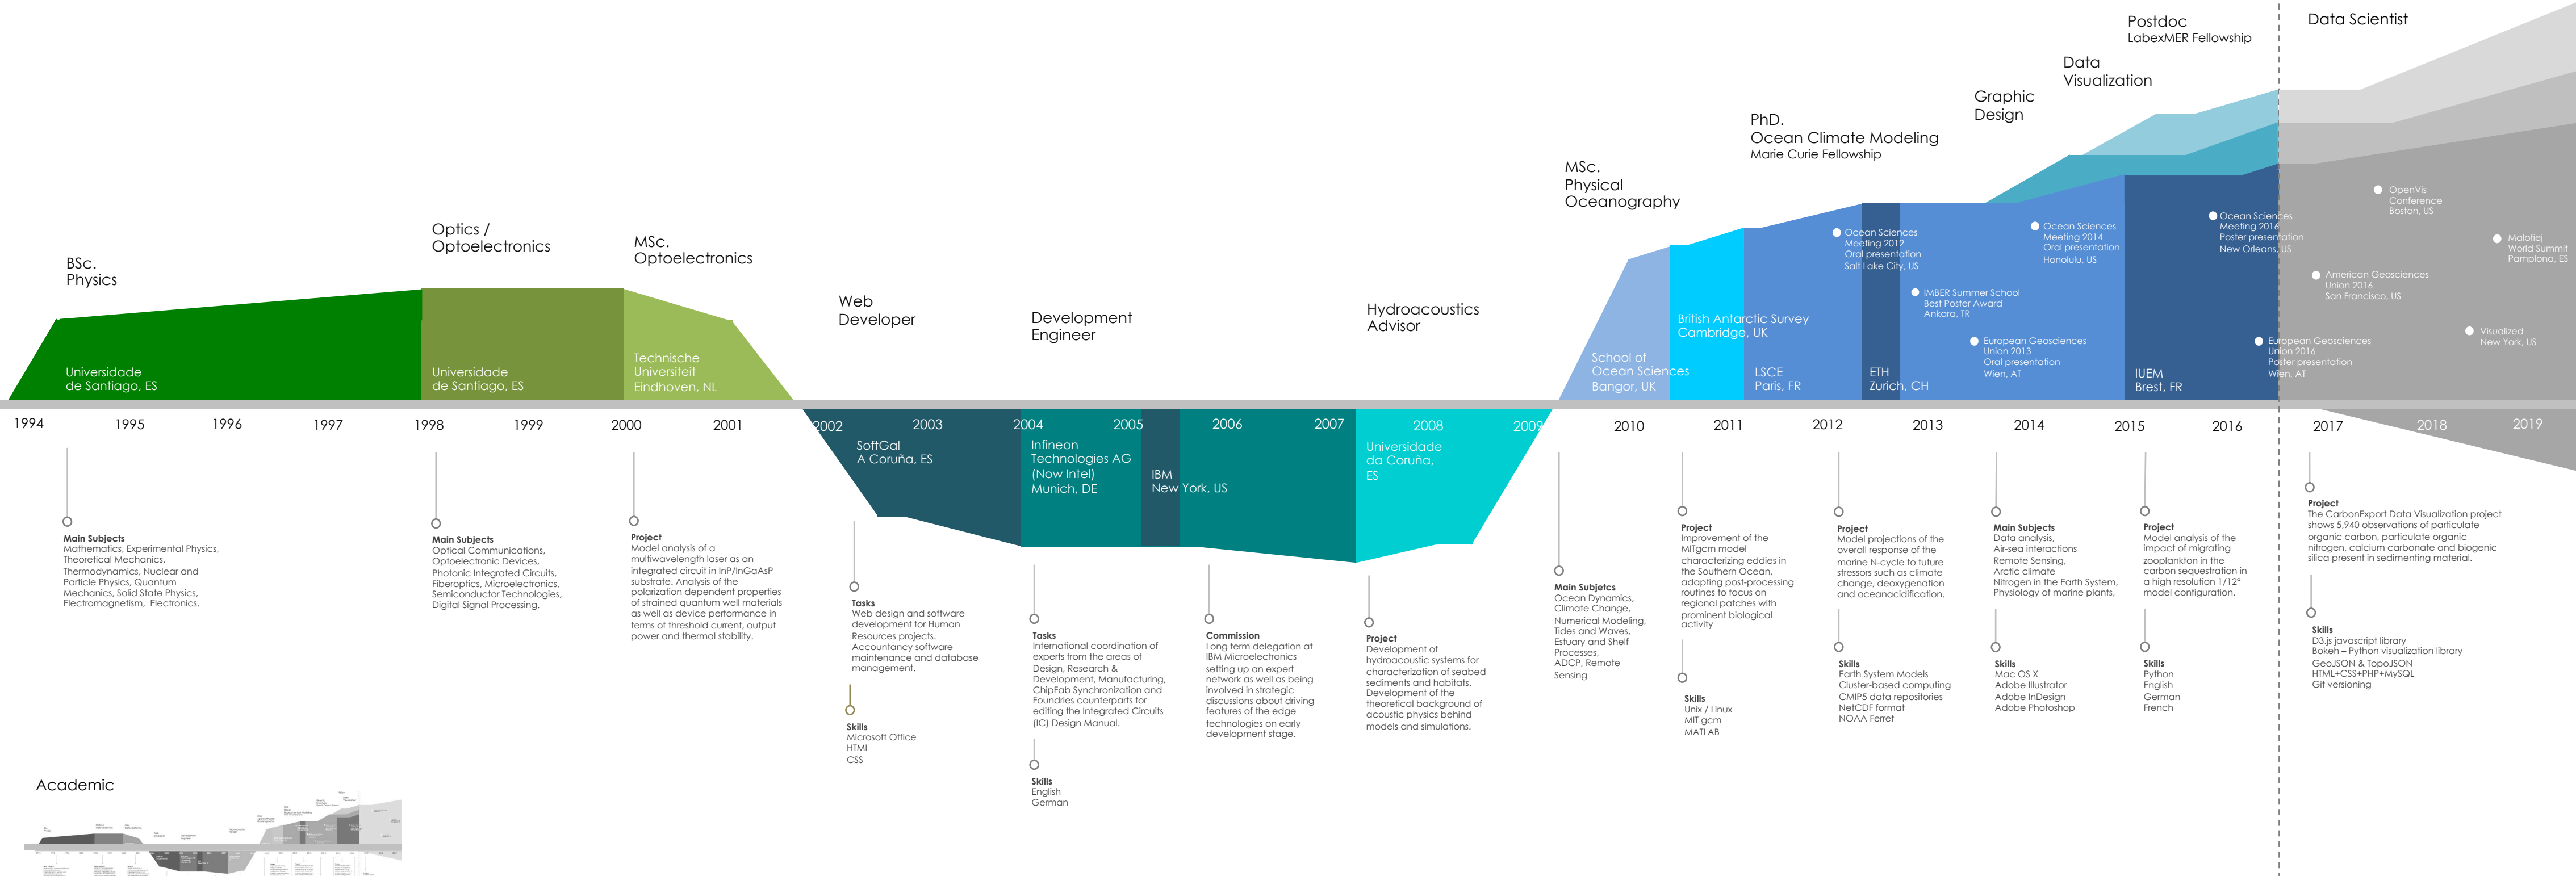 Postdoc
LabexMER Fellowship
Data Scientist
Data
Visualization
Graphic
Design
PhD.
Ocean Climate Modeling
Marie Curie Fellowship
MSc.
Physical
Oceanography
Optics /
Optoelectronics
MSc.
Optoelectronics
BSc.
Physics
Web
Developer
Development
Engineer
Hydroacoustics
Advisor
Universidade
de Santiago, ES
Universidade
de Santiago, ES
Technische
Universiteit
Eindhoven, NL
School of
Ocean Sciences
Bangor, UK
British Antarctic Survey
Cambridge, UK
LSCE
Paris, FR
ETH
Zurich, CH
IUEM
Brest, FR
Ocean Sciences
Meeting 2012
Oral presentation
Salt Lake City, US
IMBER Summer School
Best Poster Award
Ankara, TR
European Geosciences
Union 2013
Oral presentation
Wien, AT
Ocean Sciences
Meeting 2014
Oral presentation
Honolulu, US
Ocean Sciences
Meeting 2016
Poster presentation
New Orleans, US
European Geosciences
Union 2016
Poster presentation
Wien, AT
American Geosciences
Union 2016
San Francisco, US
OpenVis
Conference
Boston, US
Malofiej
World Summit
Pamplona, ES
Visualized
New York, US
1994 1995 1996 1997 1998 1999 2000 2001 2002 2003 2004 2005 2006 2007 2008 2009 2010 2011 2012 2013 2014 2015 2016 2017 2018 2019
SoftGal
A Coruña, ES
Infineon
Technologies AG
(Now Intel)
Munich, DE
IBM
New York, US
Universidade
da Coruña,
ES
Main Subjects
Mathematics, Experimental Physics,
Theoretical Mechanics,
Thermodynamics, Nuclear and
Particle Physics, Quantum
Mechanics, Solid State Physics,
Electromagnetism, Electronics.
Main Subjects
Optical Communications,
Optoelectronic Devices,
Photonic Integrated Circuits,
Fiberoptics, Microelectronics,
Semiconductor Technologies,
Digital Signal Processing.
Project
Model analysis of a
multiwavelength laser as an
integrated circuit in InP/InGaAsP
substrate. Analysis of the
polarization dependent properties
of strained quantum well materials
as well as device performance in
terms of threshold current, output
power and thermal stability.
Tasks
Web design and software
development for Human
Resources projects.
Accountancy software
maintenance and database
management.
Skills
Microsoft Office
HTML
CSS
Tasks
International coordination of
experts from the areas of
Design, Research &
Development, Manufacturing,
ChipFab Synchronization and
Foundries counterparts for
editing the Integrated Circuits
(IC) Design Manual.
Skills
English
German
Commission
Long term delegation at
IBM Microelectronics
setting up an expert
network as well as being
involved in strategic
discussions about driving
features of the edge
technologies on early
development stage.
Project
Development of
hydroacoustic systems for
characterization of seabed
sediments and habitats.
Development of the
theoretical background of
acoustic physics behind
models and simulations.
Main Subjetcs
Ocean Dynamics,
Climate Change,
Numerical Modeling,
Tides and Waves,
Estuary and Shelf
Processes,
ADCP, Remote
Sensing
Project
Improvement of the
MITgcm model
characterizing eddies in
the Southern Ocean,
adapting post-processing
routines to focus on
regional patches with
prominent biological
activity
Skills
Unix / Linux
MIT gcm
MATLAB
Project
Model projections of the
overall response of the
marine N-cycle to future
stressors such as climate
change, deoxygenation
and oceanacidification.
Skills
Earth System Models
Cluster-based computing
CMIP5 data repositories
NetCDF format
NOAA Ferret
Main Subjects
Data analysis,
Air-sea interactions
Remote Sensing,
Arctic climate
Nitrogen in the Earth System,
Physiology of marine plants,
Skills
Mac OS X
Adobe Illustrator
Adobe InDesign
Adobe Photoshop
Project
Model analysis of the
impact of migrating
zooplankton in the
carbon sequestration in
a high resolution 1/12º
model configuration.
Skills
Python
English
German
French
Project
The CarbonExport Data Visualization project
shows 5,940 observations of particulate
organic carbon, particulate organic
nitrogen, calcium carbonate and biogenic
silica present in sedimenting material.
Skills
D3.js javascript library
Bokeh – Python visualization library
GeoJSON & TopoJSON
HTML+CSS+PHP+MySQL
Git versioning
Academic